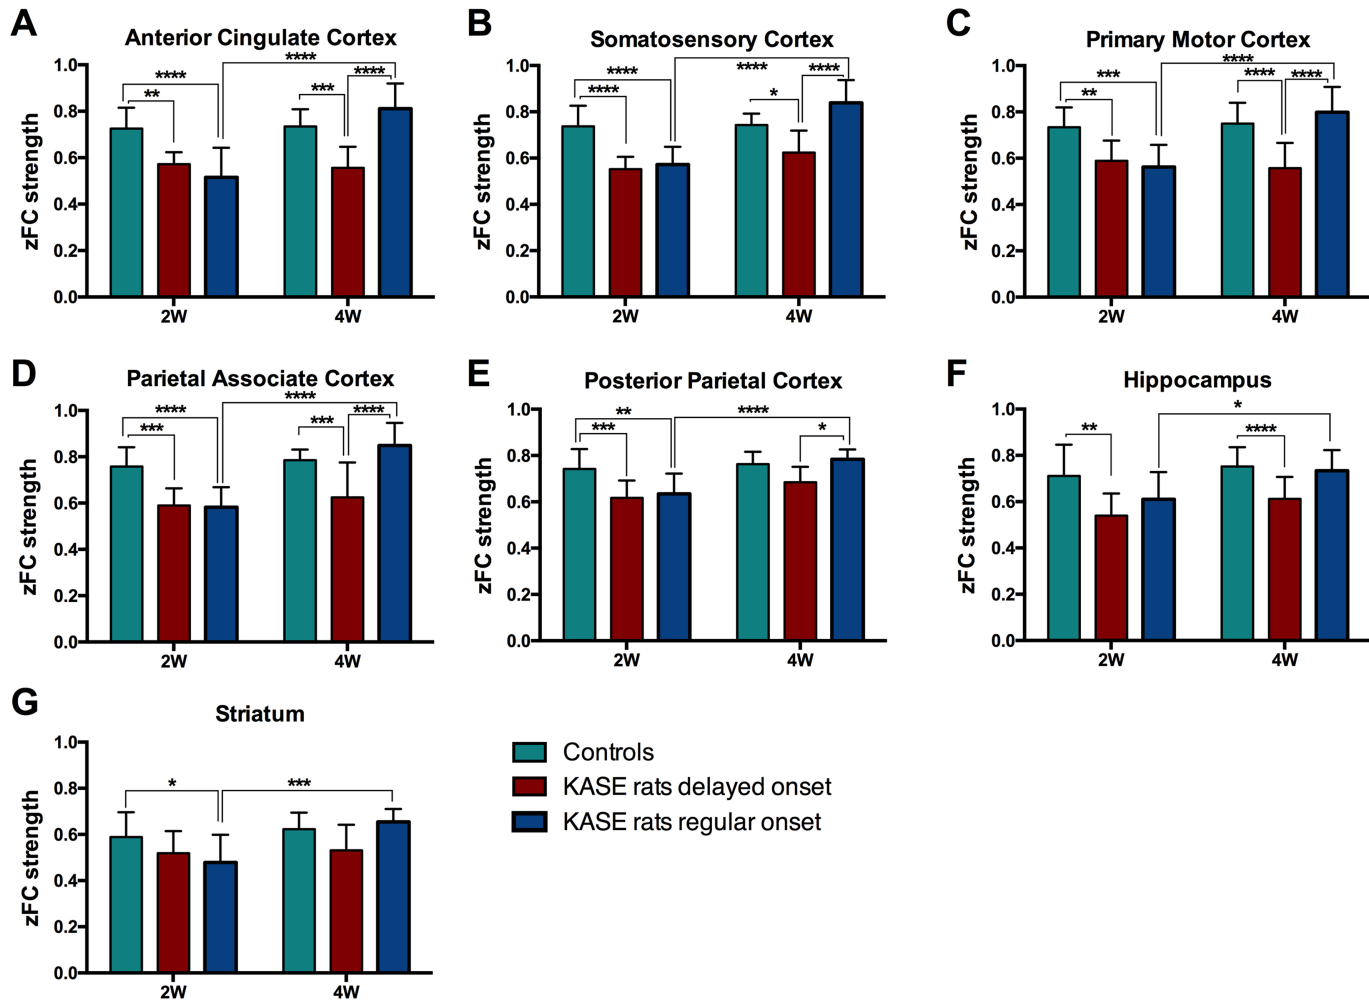 A
Anterior Cingulate Cortex
zFC strength
1.0
0.8
0.6
0.4
0.2
0.0
****
**
****
***
****
2W
4W
B
Somatosensory Cortex
zFC strength
1.0
0.8
0.6
0.4
0.2
0.0
****
****
****
*
****
2W
4W
C
Primary Motor Cortex
zFC strength
1.0
0.8
0.6
0.4
0.2
0.0
***
**
****
****
****
2W
4W
D
Parietal Associate Cortex
zFC strength
1.0
0.8
0.6
0.4
0.2
0.0
****
***
****
***
****
2W
4W
E
Posterior Parietal Cortex
zFC strength
1.0
0.8
0.6
0.4
0.2
0.0
**
***
****
*
2W
4W
F
Hippocampus
zFC strength
1.0
0.8
0.6
0.4
0.2
0.0
**
*
****
2W
4W
G
Striatum
zFC strength
1.0
0.8
0.6
0.4
0.2
0.0
*
***
2W
4W
Controls
KASE rats delayed onset
KASE rats regular onset